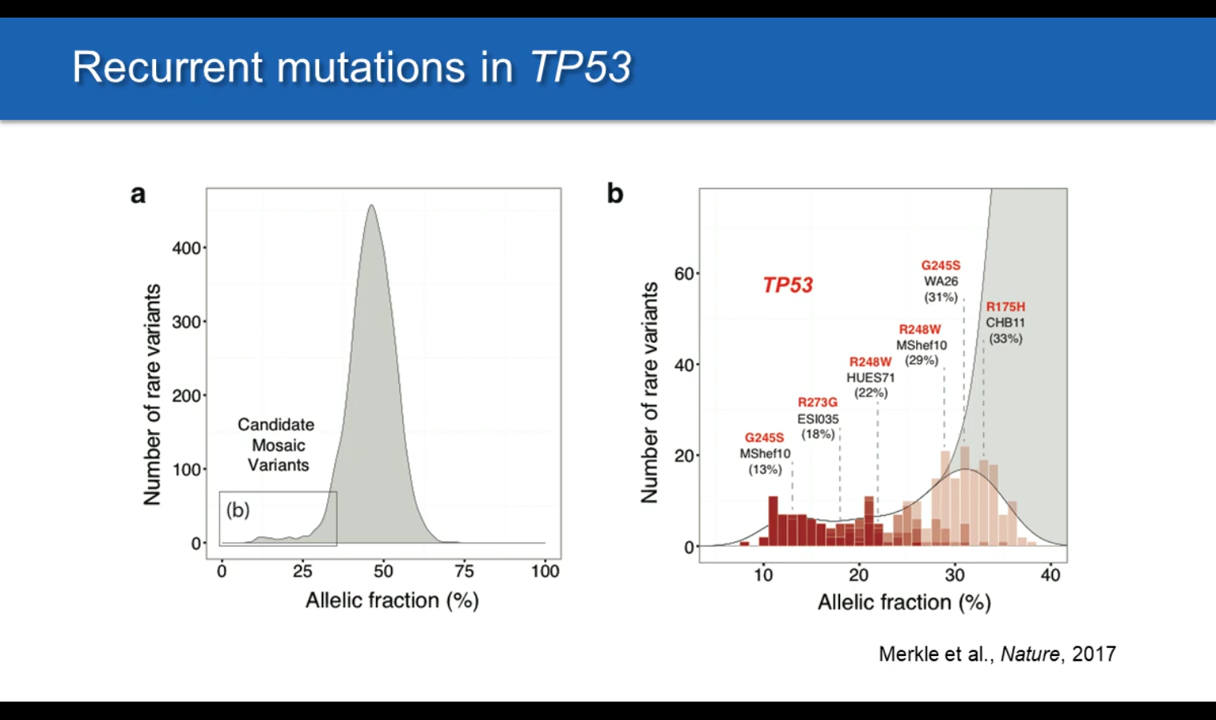 Recurrent mutations in TP53
a
Number of rare variants
400
300
200
100
0
Candidate
Mosaic
Variants
(b)
0 25 50 75 100
Allelic fraction (%)
b
Number of rare variants
60
40
20
0
TP53
G245S
MShef10
(13%)
R273G
ESI035
(18%)
R248W
HUES71
(22%)
R248W
MShef10
(29%)
G245S
WA26
(31%)
R175H
CHB11
(33%)
10 20 30 40
Allelic fraction (%)
Merkle et al., Nature, 2017